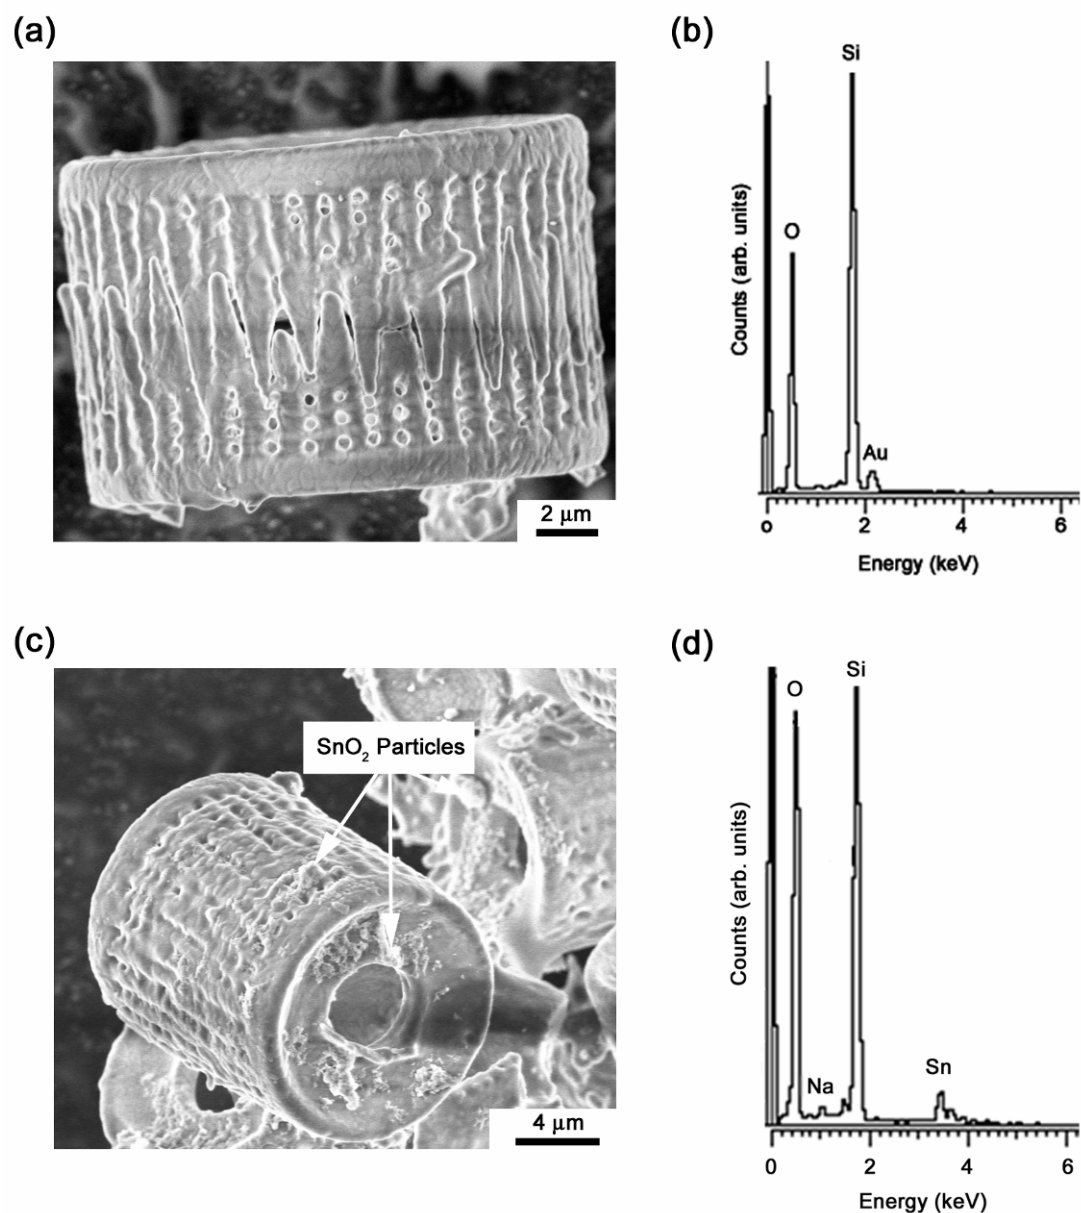 (a)
2 μm
(b)
Si
O
Au
Counts (arb. units)
0 2 4 6
Energy (keV)
(c)
SnO₂ Particles
4 μm
(d)
Si
O
Na
Sn
Counts (arb. units)
0 2 4 6
Energy (keV)